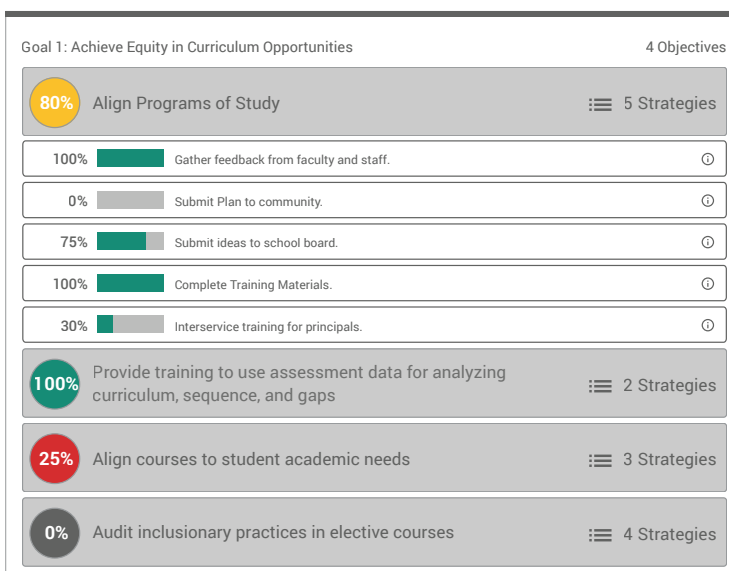 Goal 1: Achieve Equity in Curriculum Opportunities 4 Objectives
80% Align Programs of Study 5 Strategies
100% Gather feedback from faculty and staff.
0% Submit Plan to community.
75% Submit ideas to school board.
100% Complete Training Materials.
30% Interservice training for principals.
100% Provide training to use assessment data for analyzing
curriculum, sequence, and gaps 2 Strategies
25% Align courses to student academic needs 3 Strategies
0% Audit inclusionary practices in elective courses 4 Strategies